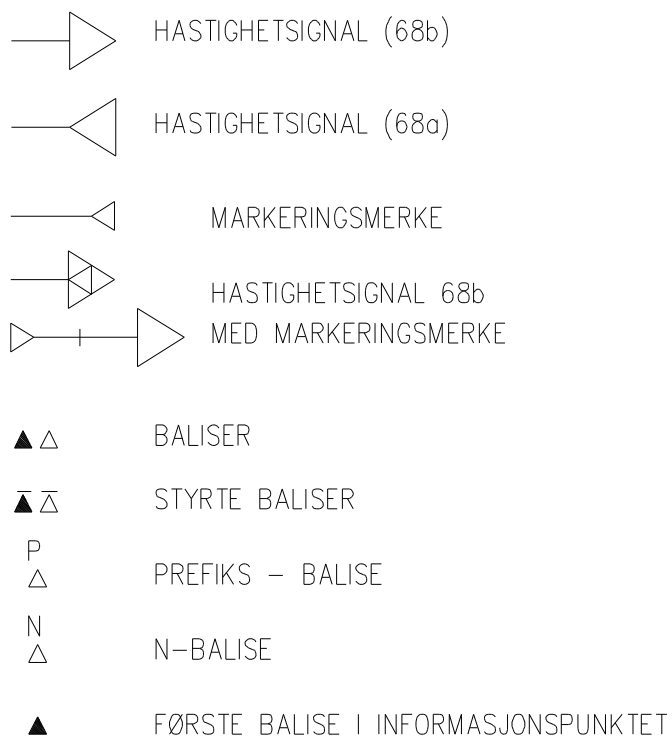 HASTIGHETSIGNAL (68b)
HASTIGHETSIGNAL (68a)
MARKERINGSMERKE
HASTIGHETSIGNAL 68b
MED MARKERINGSMERKE
BALISER
STYRTE BALISER
P
PREFIKS – BALISE
N
N–BALISE
FØRSTE BALISE I INFORMASJONSPUNKTET